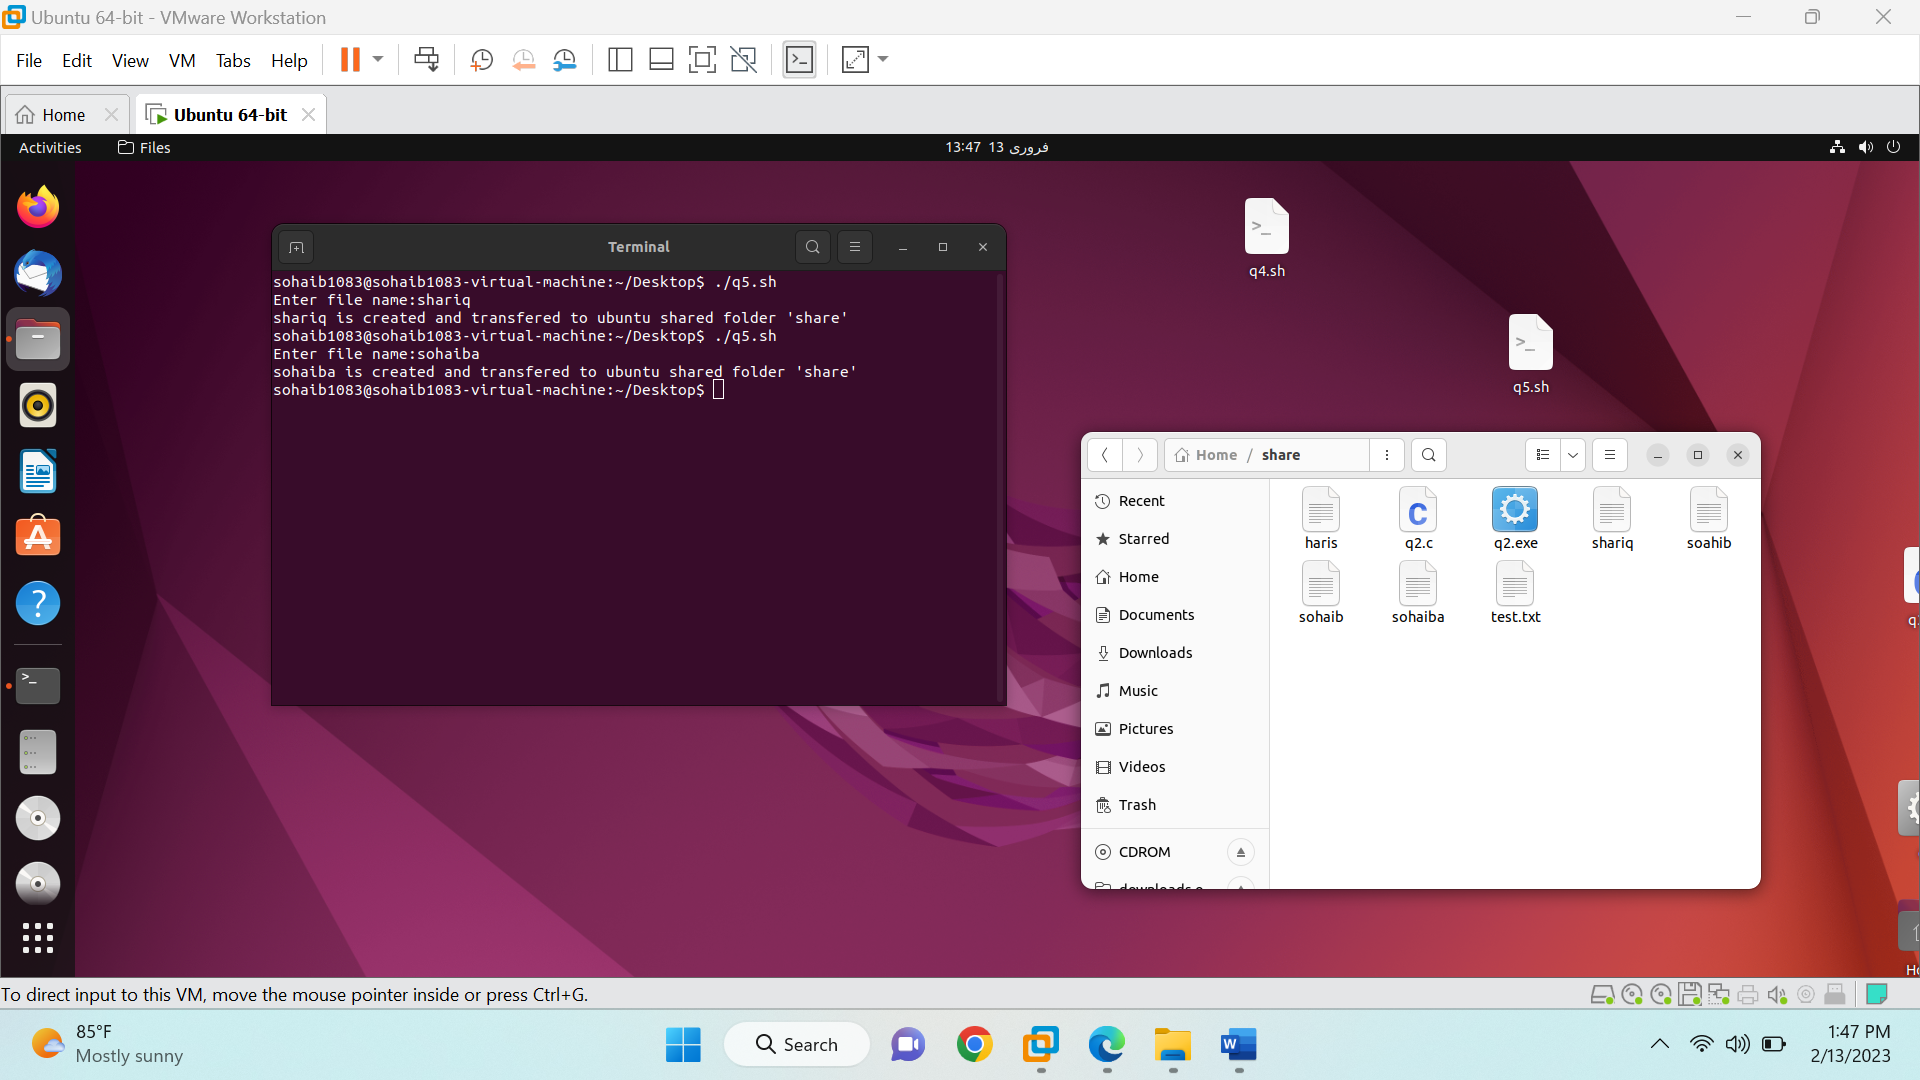 Ubuntu 64-bit - VMware Workstation
File Edit View VM Tabs Help
Home
Ubuntu 64-bit
Activities
Files
13:47 13 فروری
Terminal
sohaib1083@sohaib1083-virtual-machine:~/Desktop$ ./q5.sh
Enter file name:shariq
shariq is created and transfered to ubuntu shared folder 'share'
sohaib1083@sohaib1083-virtual-machine:~/Desktop$ ./q5.sh
Enter file name:sohaiba
sohaiba is created and transfered to ubuntu shared folder 'share'
sohaib1083@sohaib1083-virtual-machine:~/Desktop$
q4.sh
q5.sh
Home / share
Recent
Starred
Home
Documents
Downloads
Music
Pictures
Videos
Trash
CDROM
haris q2.c q2.exe shariq soahib
sohaib sohaiba test.txt
To direct input to this VM, move the mouse pointer inside or press Ctrl+G.
85°F
Mostly sunny
Search
1:47 PM
2/13/2023